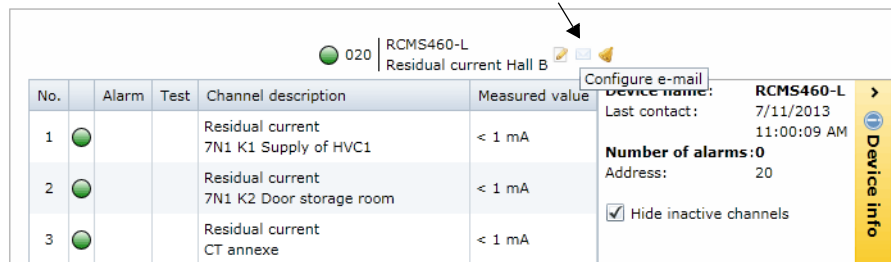 020
RCMS460-L
Residual current Hall B
Configure e-mail
No. Alarm Test Channel description Measured value
1 Residual current
7N1 K1 Supply of HVC1 < 1 mA
2 Residual current
7N1 K2 Door storage room < 1 mA
3 Residual current
CT annexe < 1 mA
Device name: RCMS460-L
Last contact: 7/11/2013
11:00:09 AM
Number of alarms:0
Address: 20
Hide inactive channels
Device info